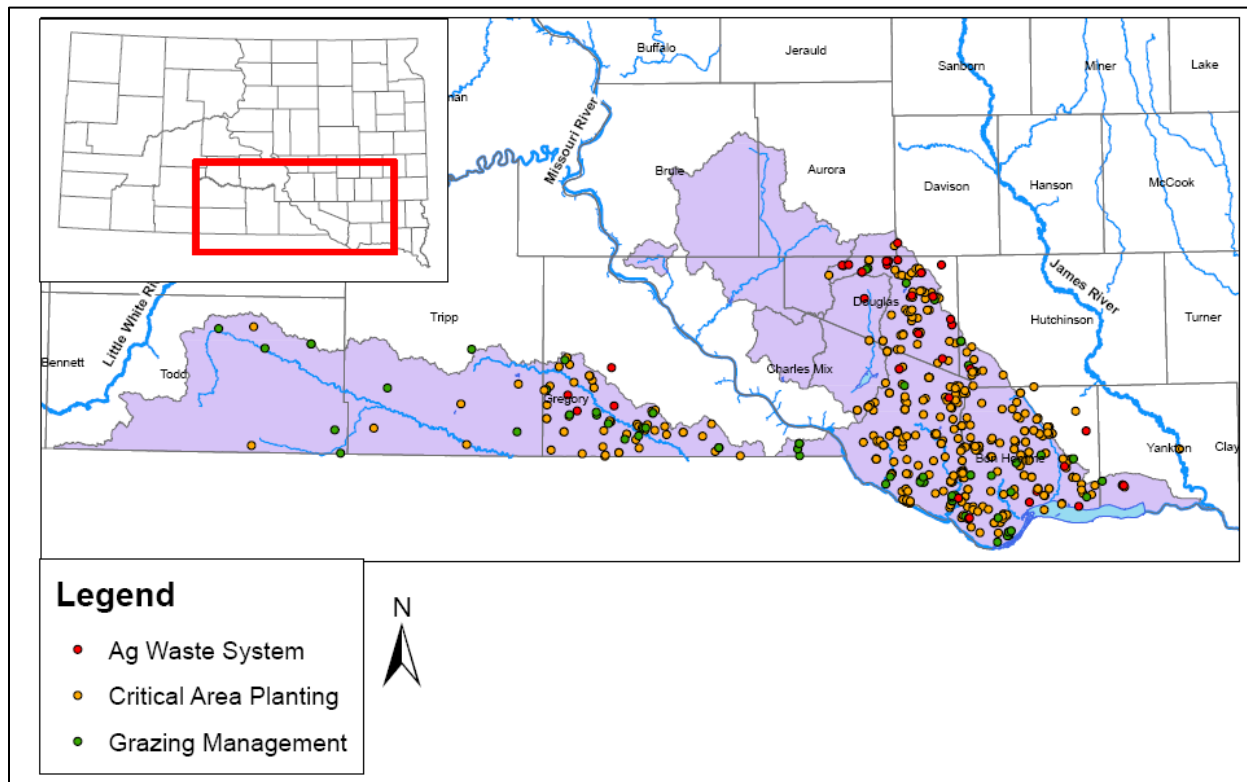 Buffalo
Jerauld
Sanborn
Miner
Lake
man
Missouri River
Brule
Aurora
Davison
Hanson
McCook
Little White Riv
Tripp
Douglas
James River
Hutchinson
Turner
Bennett
Todd
Gregory
Charles Mix
Bon Homme
Yankton
Clay
Legend
Ag Waste System
Critical Area Planting
Grazing Management
N